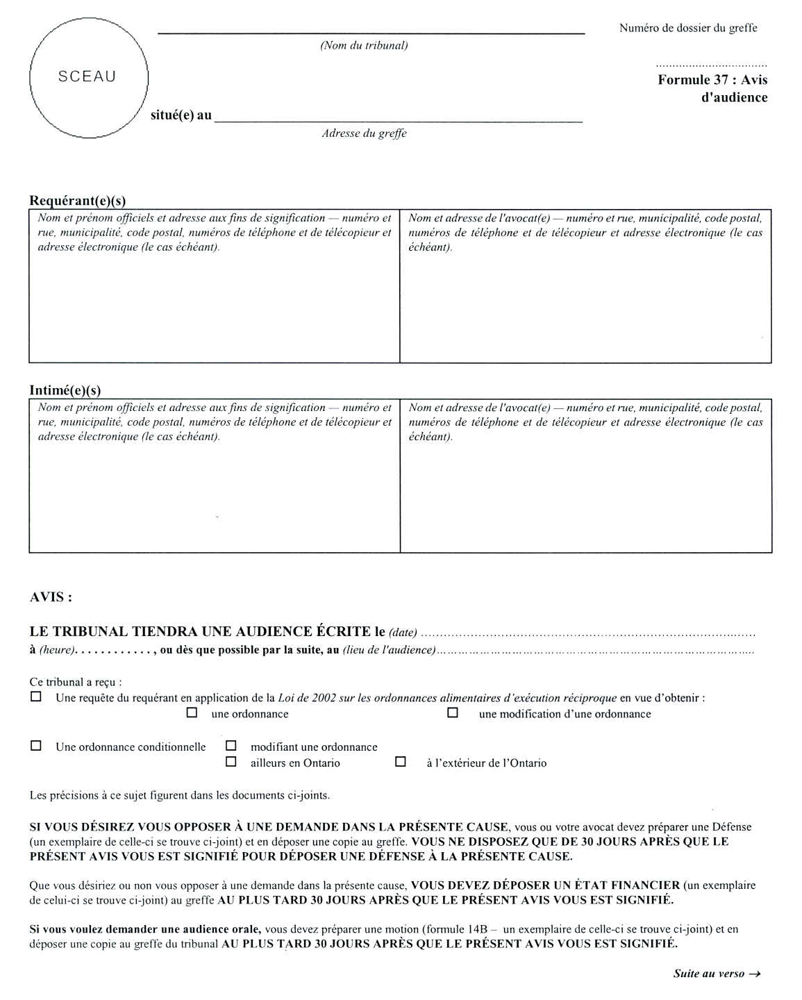 Numéro de dossier du greffe
(Nom du tribunal)
SCEAU
Formule 37 : Avis
d'audience
situé(e) au
Adresse du greffe
Requérant(e)(s)
Nom et prénom officiels et adresse aux fins de signification — numéro et
rue, municipalité, code postal, numéros de téléphone et de télécopieur et
adresse électronique (le cas échéant).
Nom et adresse de l'avocat(e) — numéro et rue, municipalité, code postal,
numéros de téléphone et de télécopieur et adresse électronique (le cas
échéant).
Intimé(e)(s)
Nom et prénom officiels et adresse aux fins de signification — numéro et
rue, municipalité, code postal, numéros de téléphone et de télécopieur et
adresse électronique (le cas échéant).
Nom et adresse de l'avocat(e) — numéro et rue, municipalité, code postal,
numéros de téléphone et de télécopieur et adresse électronique (le cas
échéant).
AVIS :
LE TRIBUNAL TIENDRA UNE AUDIENCE ÉCRITE le (date) ........................................
à (heure). . . . . . . . . . . . , ou dès que possible par la suite, au (lieu de l'audience)........................................
Ce tribunal a reçu :
☐ Une requête du requérant en application de la Loi de 2002 sur les ordonnances alimentaires d’exécution réciproque en vue d’obtenir :
☐ une ordonnance ☐ une modification d’une ordonnance
☐ Une ordonnance conditionnelle ☐ modifiant une ordonnance
☐ ailleurs en Ontario ☐ à l’extérieur de l’Ontario
Les précisions à ce sujet figurent dans les documents ci-joints.
SI VOUS DÉSIREZ VOUS OPPOSER À UNE DEMANDE DANS LA PRÉSENTE CAUSE, vous ou votre avocat devez préparer une Défense
(un exemplaire de celle-ci se trouve ci-joint) et en déposer une copie au greffe. VOUS NE DISPOSEZ QUE DE 30 JOURS APRÈS QUE LE
PRÉSENT AVIS VOUS EST SIGNIFIÉ POUR DÉPOSER UNE DÉFENSE À LA PRÉSENTE CAUSE.
Que vous désiriez ou non vous opposer à une demande dans la présente cause, VOUS DEVEZ DÉPOSER UN ÉTAT FINANCIER (un exemplaire
de celui-ci se trouve ci-joint) au greffe AU PLUS TARD 30 JOURS APRÈS QUE LE PRÉSENT AVIS VOUS EST SIGNIFIÉ.
Si vous voulez demander une audience orale, vous devez préparer une motion (formule 14B – un exemplaire de celle-ci se trouve ci-joint) et en
déposer une copie au greffe du tribunal AU PLUS TARD 30 JOURS APRÈS QUE LE PRÉSENT AVIS VOUS EST SIGNIFIÉ.
Suite au verso →